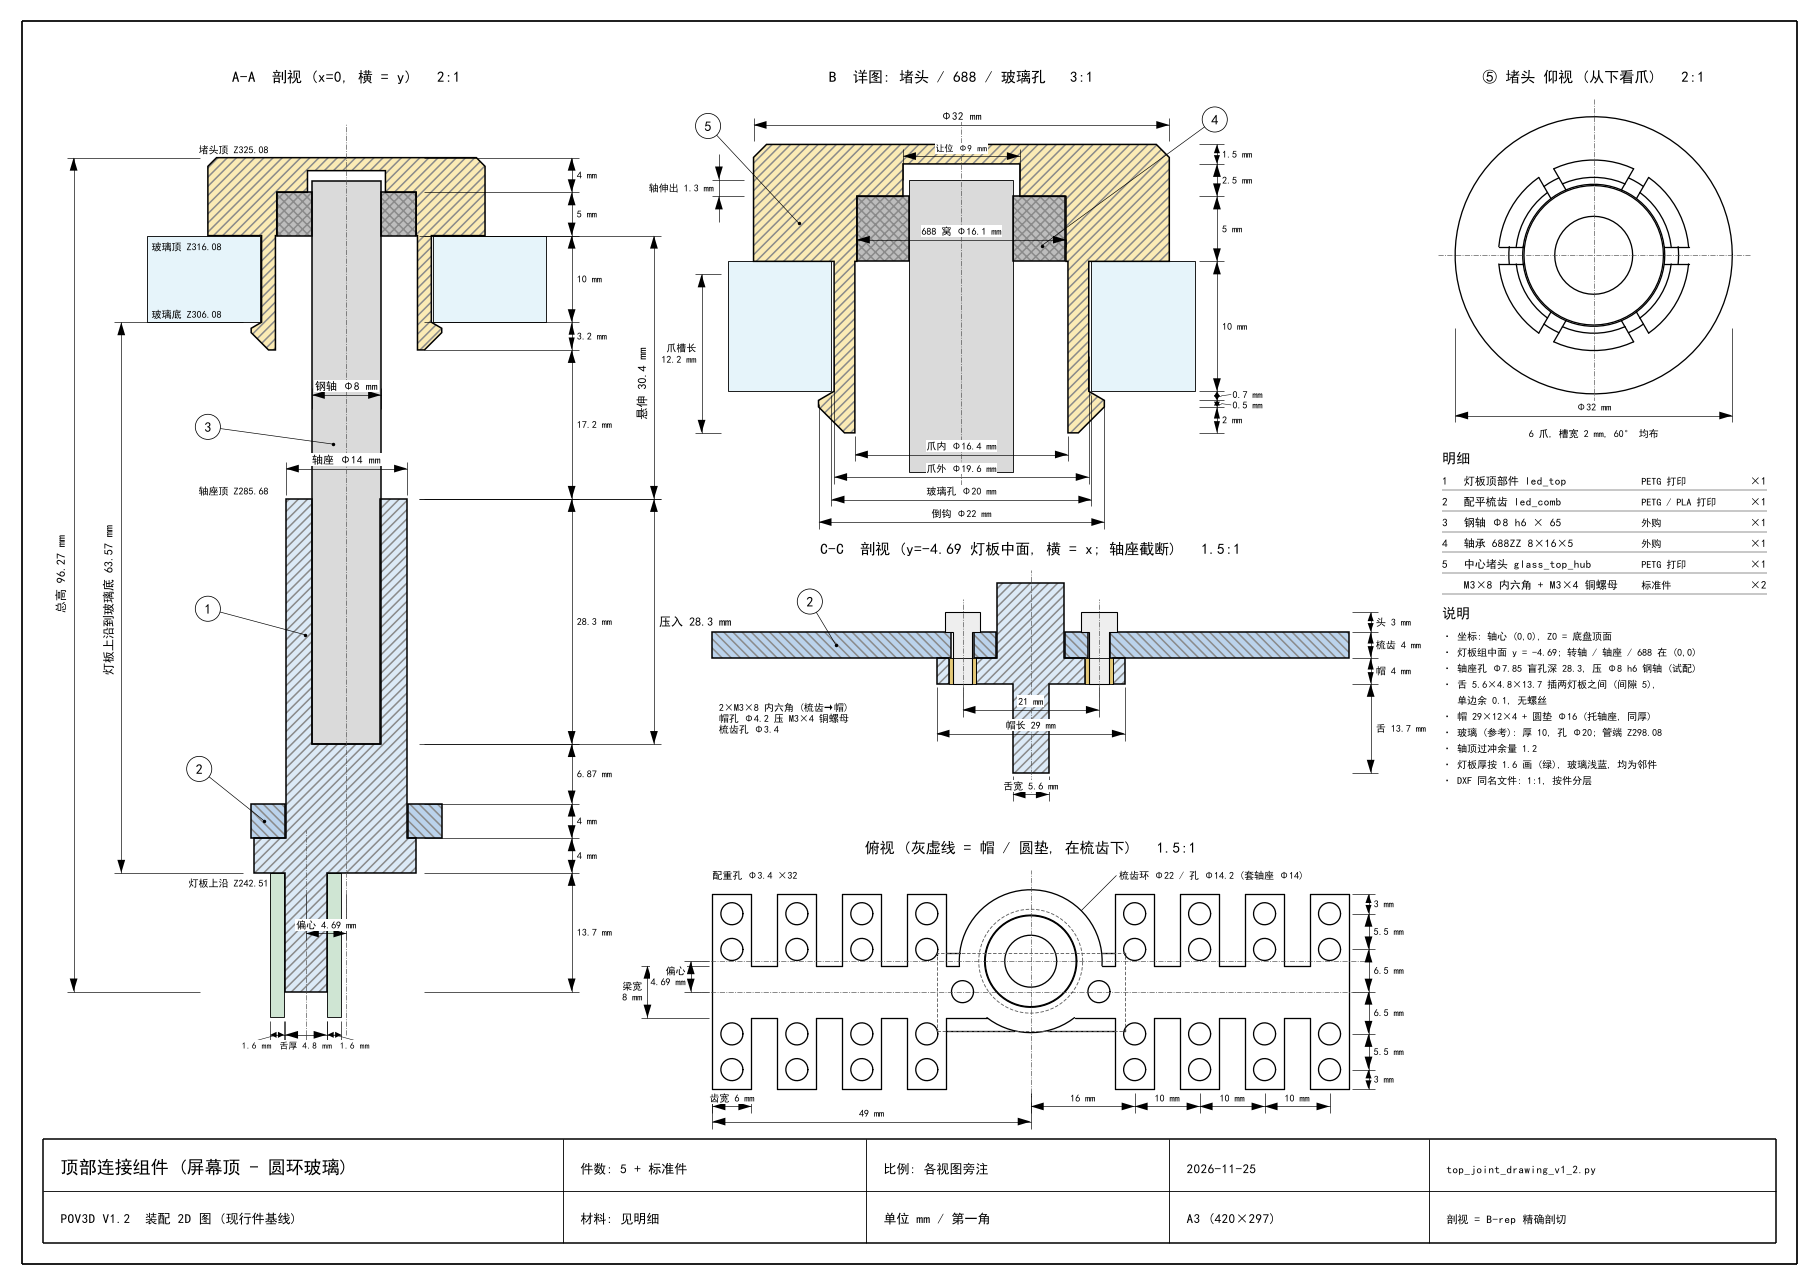 A-A 剖视 (x=0, 横 = y) 2:1
堵头顶 Z325.08
玻璃顶 Z316.08
玻璃底 Z306.08
4 mm
5 mm
10 mm
3.2 mm
17.2 mm
悬伸 30.4 mm
钢轴 Φ8 mm
3
轴座 Φ14 mm
轴座顶 Z285.68
总高 96.27 mm
灯板上沿到玻璃底 63.57 mm
1
28.3 mm
压入 28.3 mm
2
6.87 mm
4 mm
4 mm
灯板上沿 Z242.51
偏心 4.69 mm
13.7 mm
1.6 mm
舌厚 4.8 mm
1.6 mm
B 详图: 堵头 / 688 / 玻璃孔 3:1
5
4
Φ32 mm
让位 Φ9 mm
轴伸出 1.3 mm
1.5 mm
2.5 mm
688 窝 Φ16.1 mm
5 mm
10 mm
爪槽长
12.2 mm
0.7 mm
0.5 mm
2 mm
爪内 Φ16.4 mm
爪外 Φ19.6 mm
玻璃孔 Φ20 mm
倒钩 Φ22 mm
C-C 剖视 (y=-4.69 灯板中面, 横 = x; 轴座截断) 1.5:1
2
头 3 mm
梳齿 4 mm
帽 4 mm
舌 13.7 mm
2×M3×8 内六角 (梳齿→帽)
帽孔 Φ4.2 压 M3×4 铜螺母
梳齿孔 Φ3.4
21 mm
帽长 29 mm
舌宽 5.6 mm
俯视 (灰虚线 = 帽 / 圆垫, 在梳齿下) 1.5:1
配重孔 Φ3.4 ×32
梳齿环 Φ22 / 孔 Φ14.2 (套轴座 Φ14)
3 mm
5.5 mm
6.5 mm
6.5 mm
5.5 mm
3 mm
偏心
4.69 mm
梁宽
8 mm
齿宽 6 mm
49 mm
16 mm
10 mm
10 mm
10 mm
⑤ 堵头 仰视 (从下看爪) 2:1
Φ32 mm
6 爪, 槽宽 2 mm, 60° 均布
明细
1 灯板顶部件 led_top PETG 打印 ×1
2 配平梳齿 led_comb PETG / PLA 打印 ×1
3 钢轴 Φ8 h6 × 65 外购 ×1
4 轴承 688ZZ 8×16×5 外购 ×1
5 中心堵头 glass_top_hub PETG 打印 ×1
M3×8 内六角 + M3×4 铜螺母 标准件 ×2
说明
· 坐标: 轴心 (0,0), Z0 = 底盘顶面
· 灯板组中面 y = -4.69; 转轴 / 轴座 / 688 在 (0,0)
· 轴座孔 Φ7.85 盲孔深 28.3, 压 Φ8 h6 钢轴 (试配)
· 舌 5.6×4.8×13.7 插两灯板之间 (间隙 5),
单边余 0.1, 无螺丝
· 帽 29×12×4 + 圆垫 Φ16 (托轴座, 同厚)
· 玻璃 (参考): 厚 10, 孔 Φ20; 管端 Z298.08
· 轴顶过冲余量 1.2
· 灯板厚按 1.6 画 (绿), 玻璃浅蓝, 均为邻件
· DXF 同名文件: 1:1, 按件分层
顶部连接组件 (屏幕顶 - 圆环玻璃)
件数: 5 + 标准件
比例: 各视图旁注
2026-11-25
top_joint_drawing_v1_2.py
POV3D V1.2 装配 2D 图 (现行件基线)
材料: 见明细
单位 mm / 第一角
A3 (420×297)
剖视 = B-rep 精确剖切